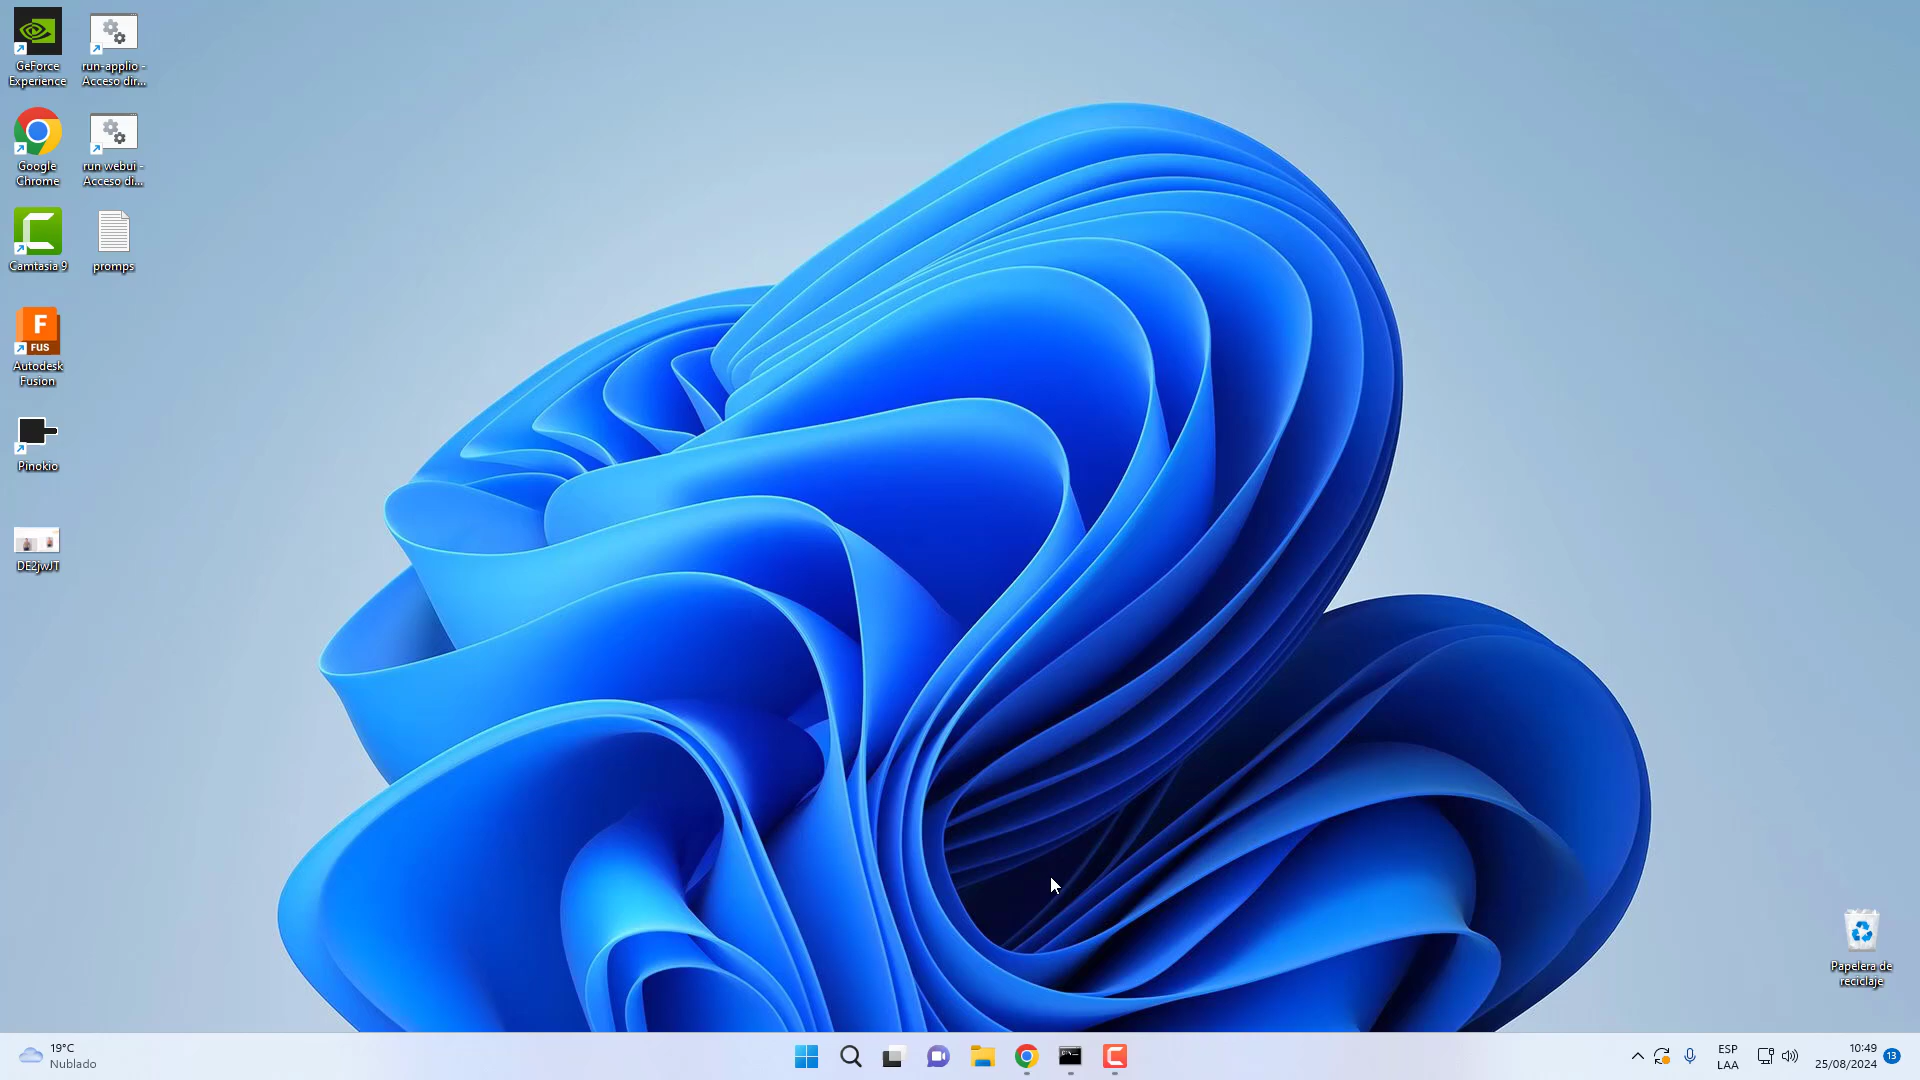 GeForce
Experience
run-applio -
Acceso dir...
Google
Chrome
run webui -
Acceso di...
Camtasia 9
promps
F
FUS
Autodesk
Fusion
Pinokio
DE2jwJT
Papelera de
reciclaje
19°C
Nublado
ESP
LAA
10:49
25/08/2024
13